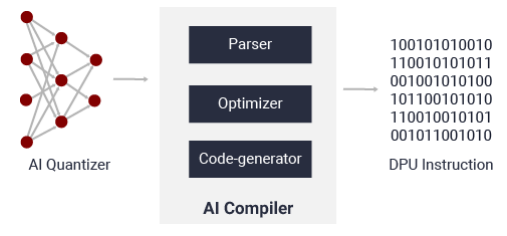 Parser
Optimizer
Code-generator
AI Compiler
AI Quantizer
100101010010
110010101011
001001010100
101100101010
110010010101
001011001010
DPU Instruction